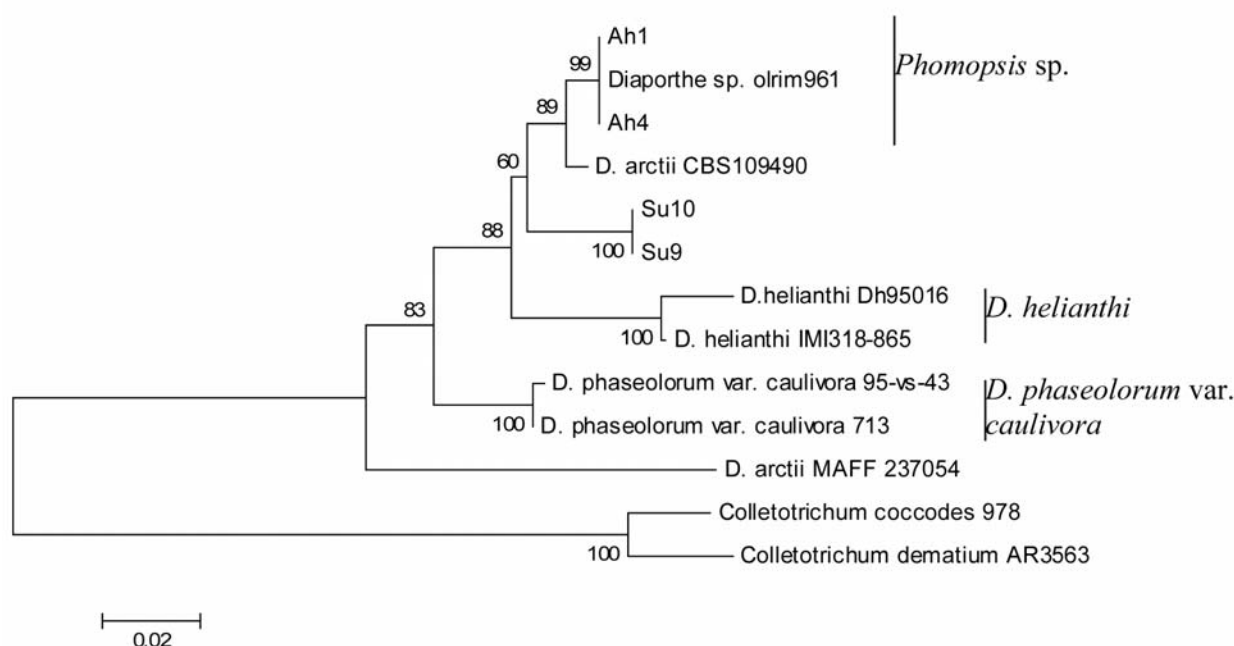 Ah1
99
Diaporthe sp. olrim961
Phomopsis sp.
89
Ah4
60
D. arctii CBS109490
Su10
88
100
Su9
D.helianthi Dh95016
D. helianthi
83
100
D. helianthi IMI318-865
D. phaseolorum var. caulivora 95-vs-43
D. phaseolorum var.
caulivora
100
D. phaseolorum var. caulivora 713
D. arctii MAFF 237054
Colletotrichum coccodes 978
100
Colletotrichum dematium AR3563
0.02